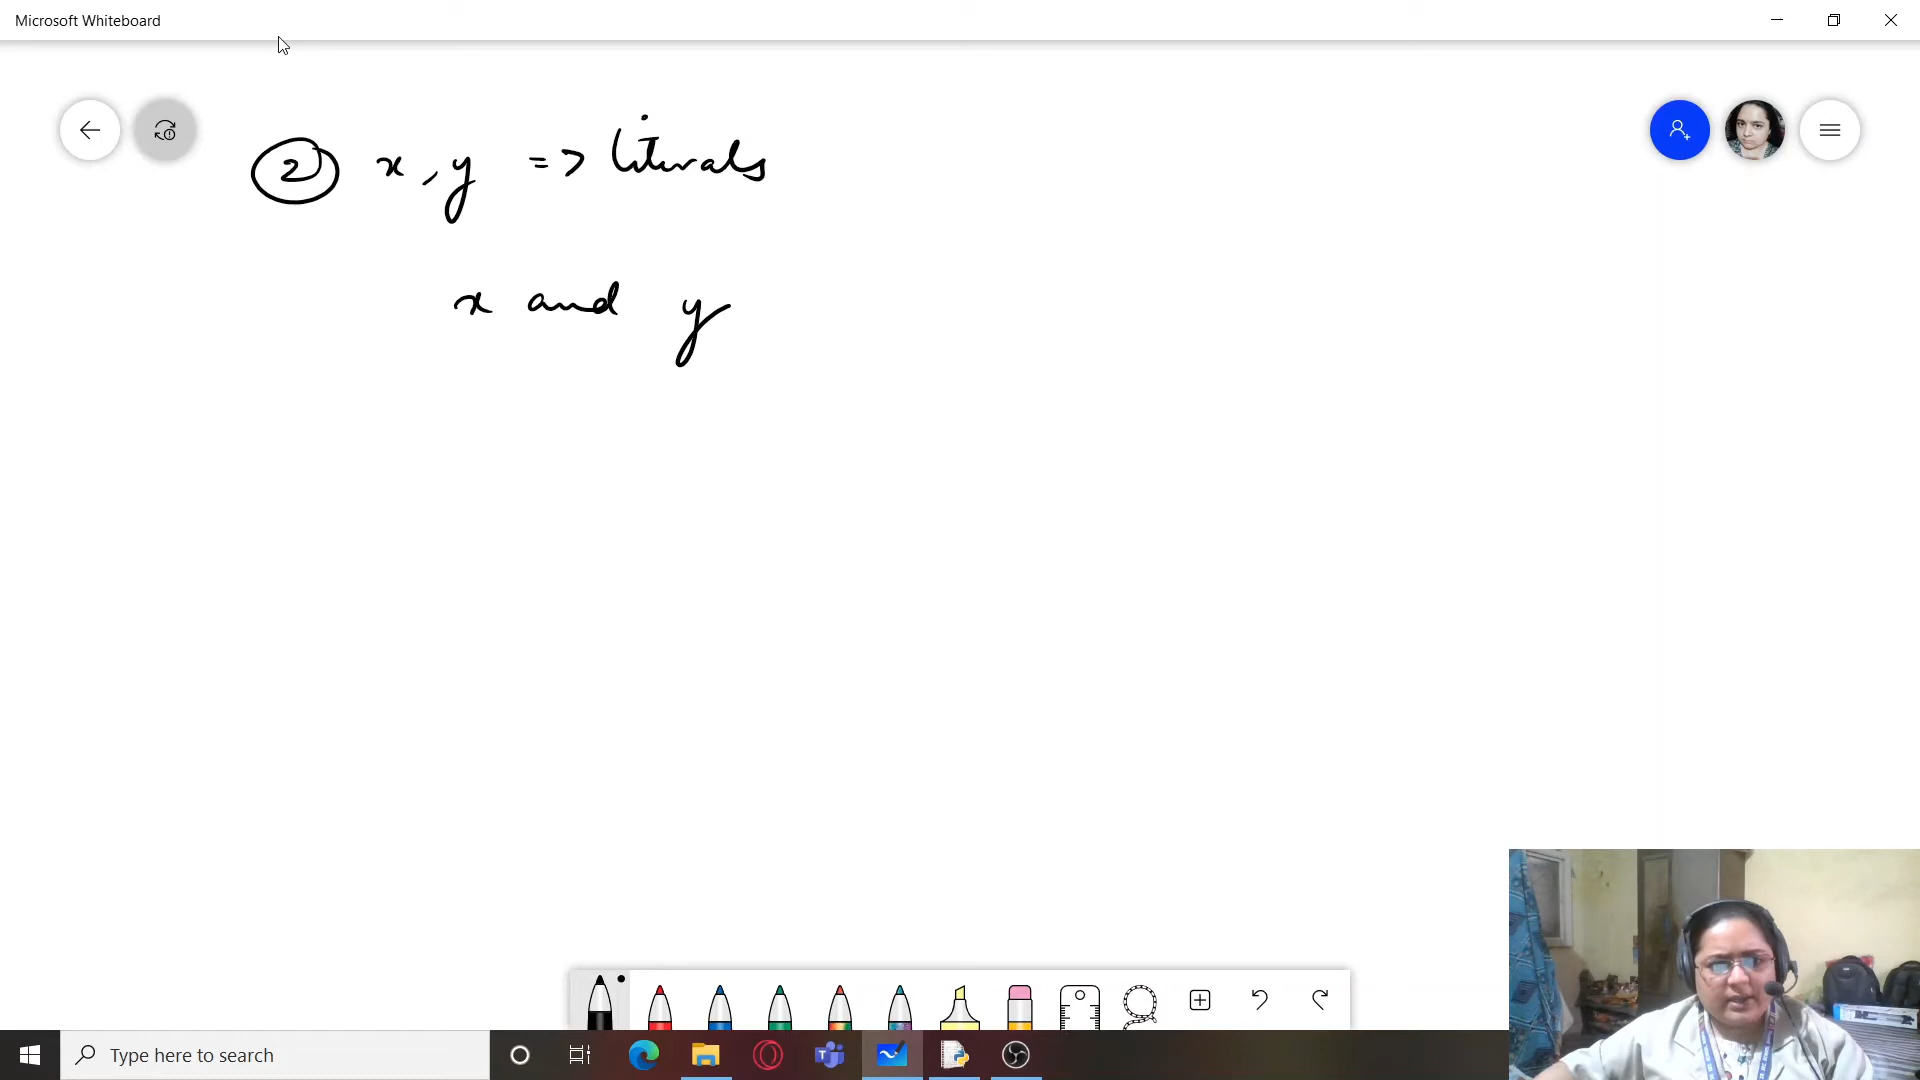 Microsoft Whiteboard
2 x, y => literals
x and y
Type here to search